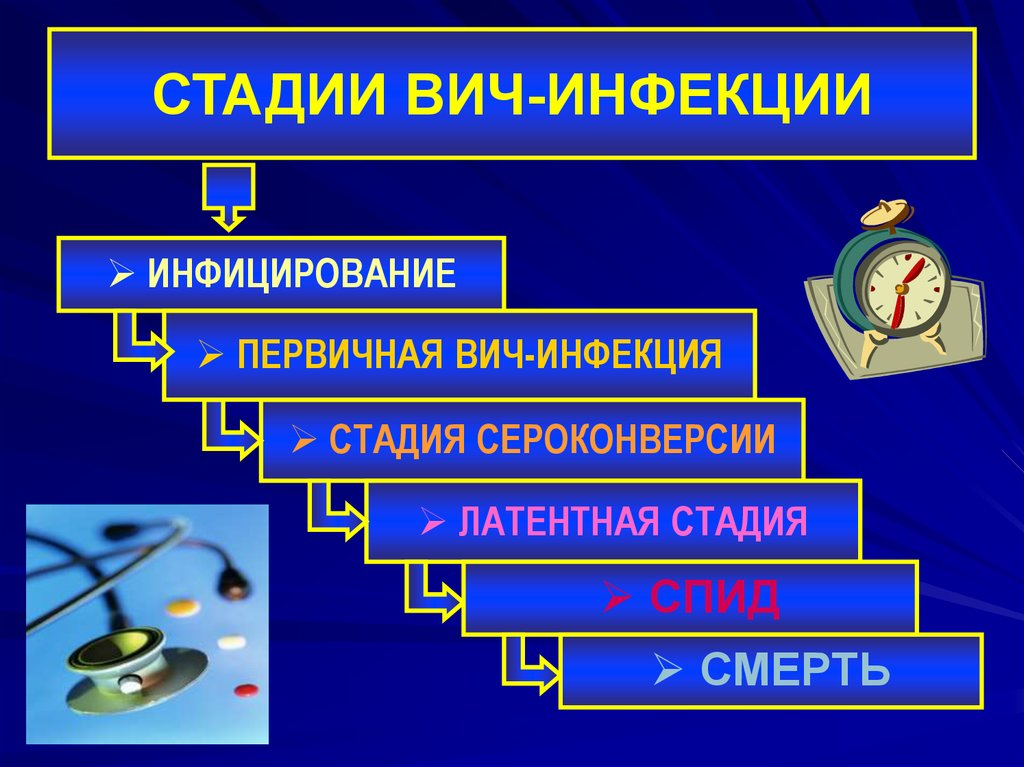 СТАДИИ ВИЧ-ИНФЕКЦИИ
ИНФИЦИРОВАНИЕ
ПЕРВИЧНАЯ ВИЧ-ИНФЕКЦИЯ
СТАДИЯ СЕРОКОНВЕРСИИ
ЛАТЕНТНАЯ СТАДИЯ
СПИД
СМЕРТЬ